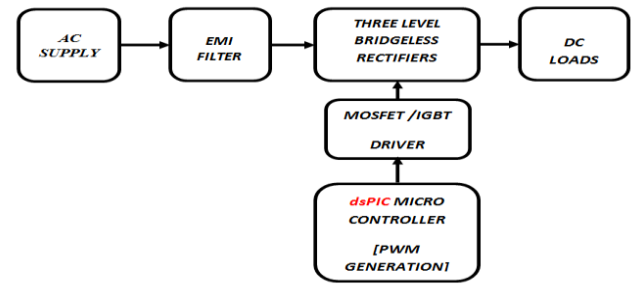 AC
SUPPLY
EMI
FILTER
THREE LEVEL
BRIDGELESS
RECTIFIERS
DC
LOADS
MOSFET /IGBT
DRIVER
dsPIC MICRO
CONTROLLER
[PWM
GENERATION]